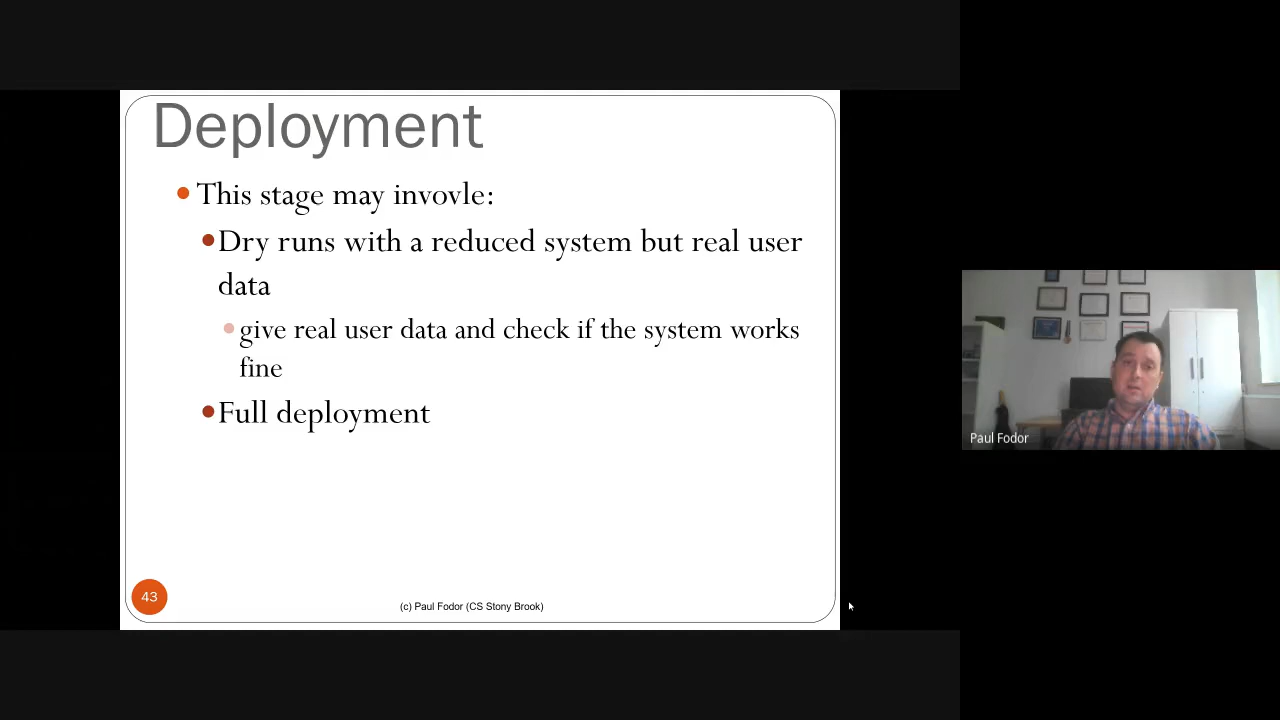 Deployment
This stage may invovle:
Dry runs with a reduced system but real user
data
give real user data and check if the system works
fine
Full deployment
43
(c) Paul Fodor (CS Stony Brook)
Paul Fodor